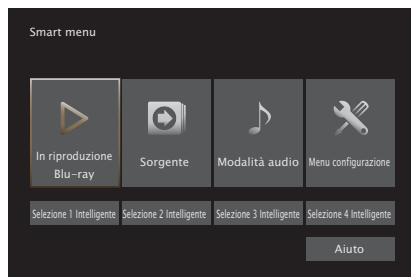 Smart menu
In riproduzione
Blu-ray
Sorgente
Modalità audio
Menu configurazione
Selezione 1 Intelligente
Selezione 2 Intelligente
Selezione 3 Intelligente
Selezione 4 Intelligente
Aiuto